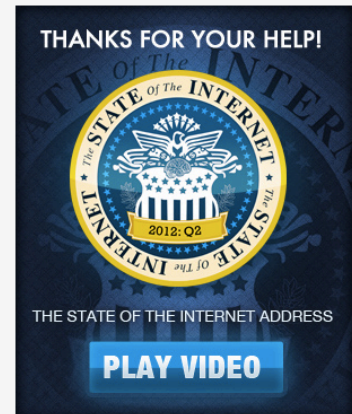 THANKS FOR YOUR HELP!
The STATE Of The INTERNET
The STATE Of The INTERNET
2012: Q2
THE STATE OF THE INTERNET ADDRESS
PLAY VIDEO